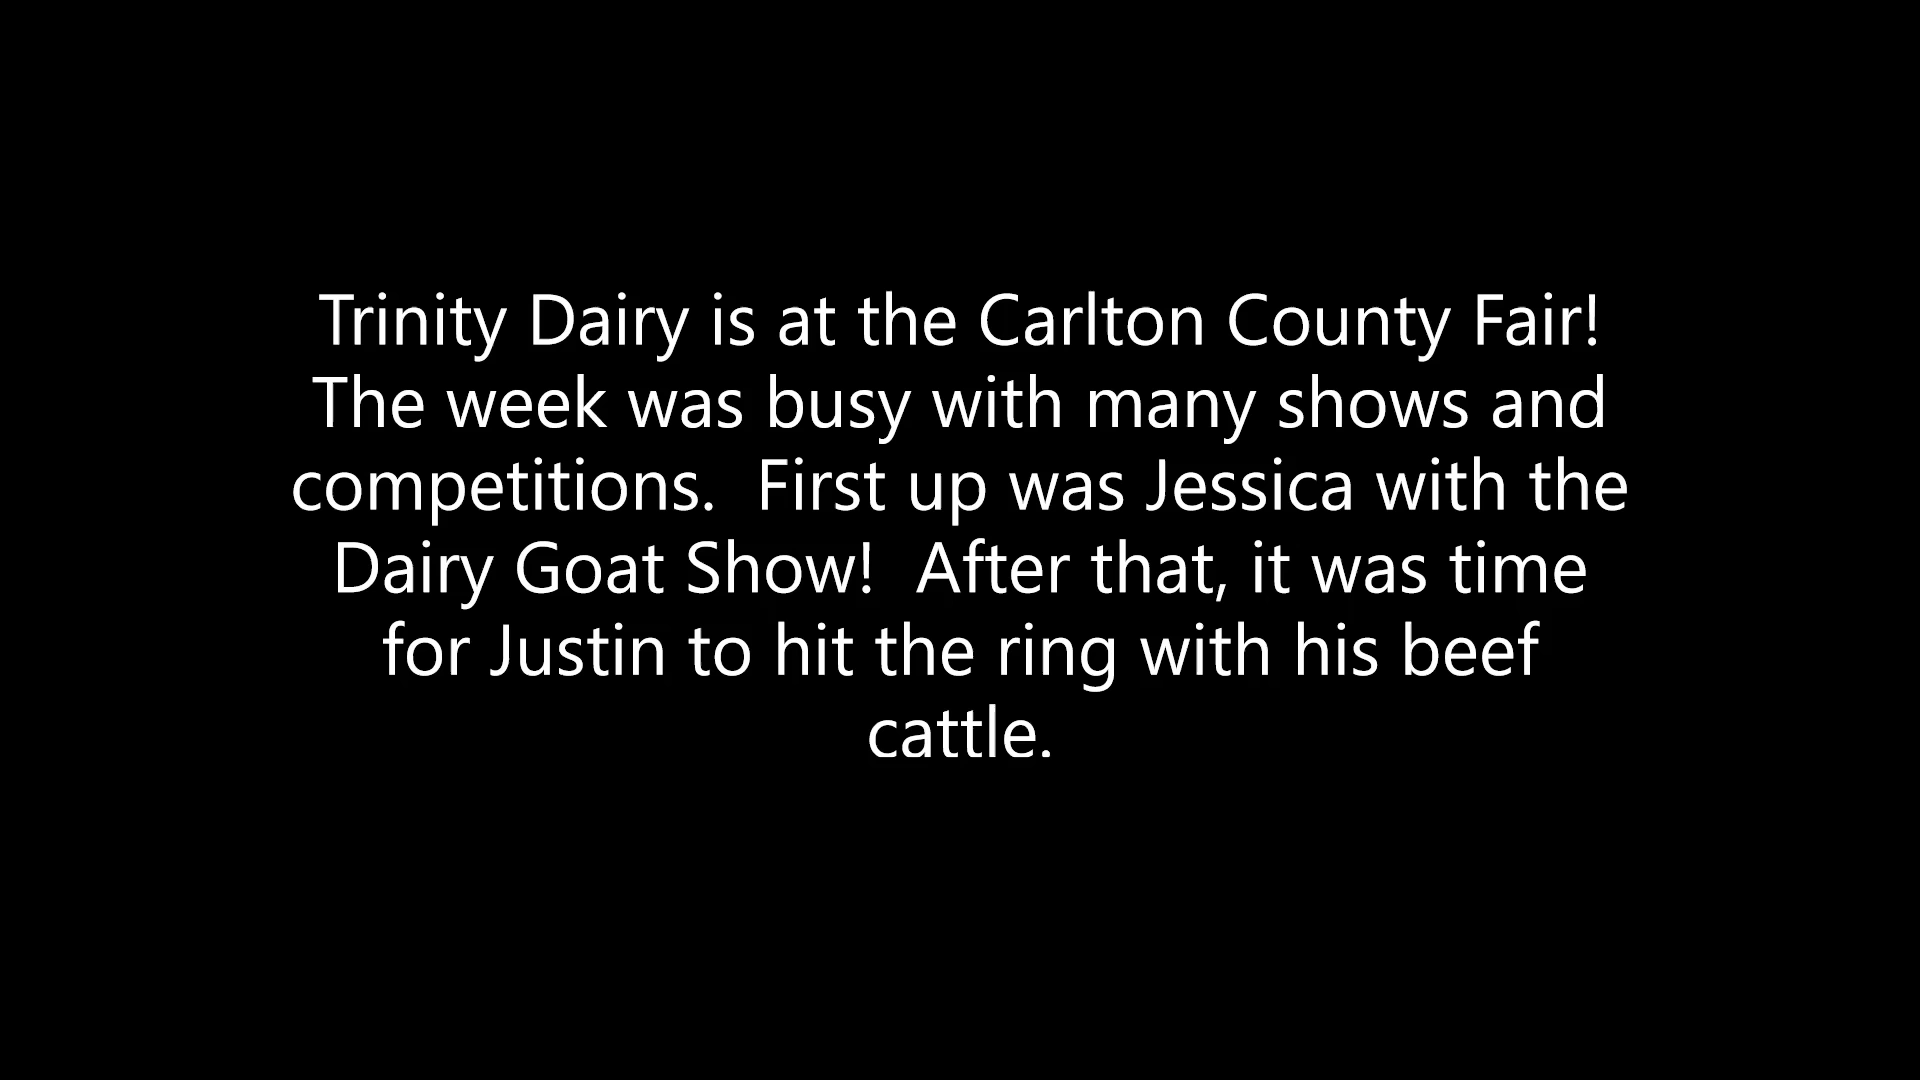 Trinity Dairy is at the Carlton County Fair!
The week was busy with many shows and
competitions.  First up was Jessica with the
Dairy Goat Show!  After that, it was time
for Justin to hit the ring with his beef
cattle.